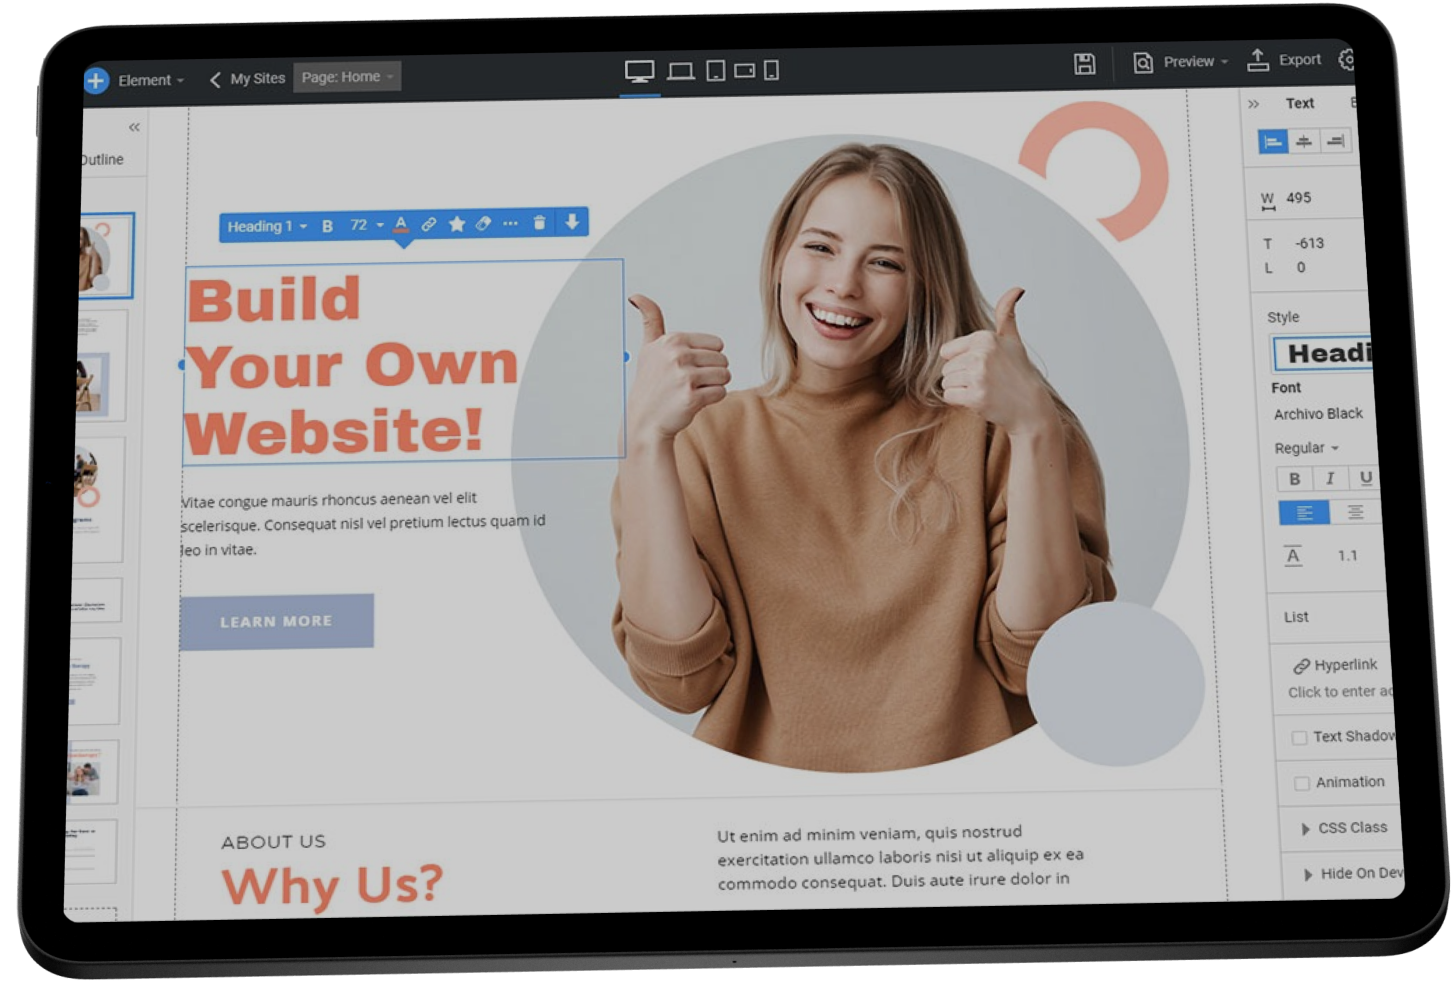 Element
My Sites
Page: Home
Preview
Export
Outline
Text
Heading 1
B
72
A
W 495
T -613
L 0
Build
Your Own
Website!
Style
Headi
Font
Archivo Black
Regular
B I U
Vitae congue mauris rhoncus aenean vel elit
scelerisque. Consequat nisl vel pretium lectus quam id
leo in vitae.
A 1.1
LEARN MORE
List
Hyperlink
Click to enter
Text Shadow
Animation
CSS Class
Hide On Dev
ABOUT US
Why Us?
Ut enim ad minim veniam, quis nostrud
exercitation ullamco laboris nisi ut aliquip ex ea
commodo consequat. Duis aute irure dolor in